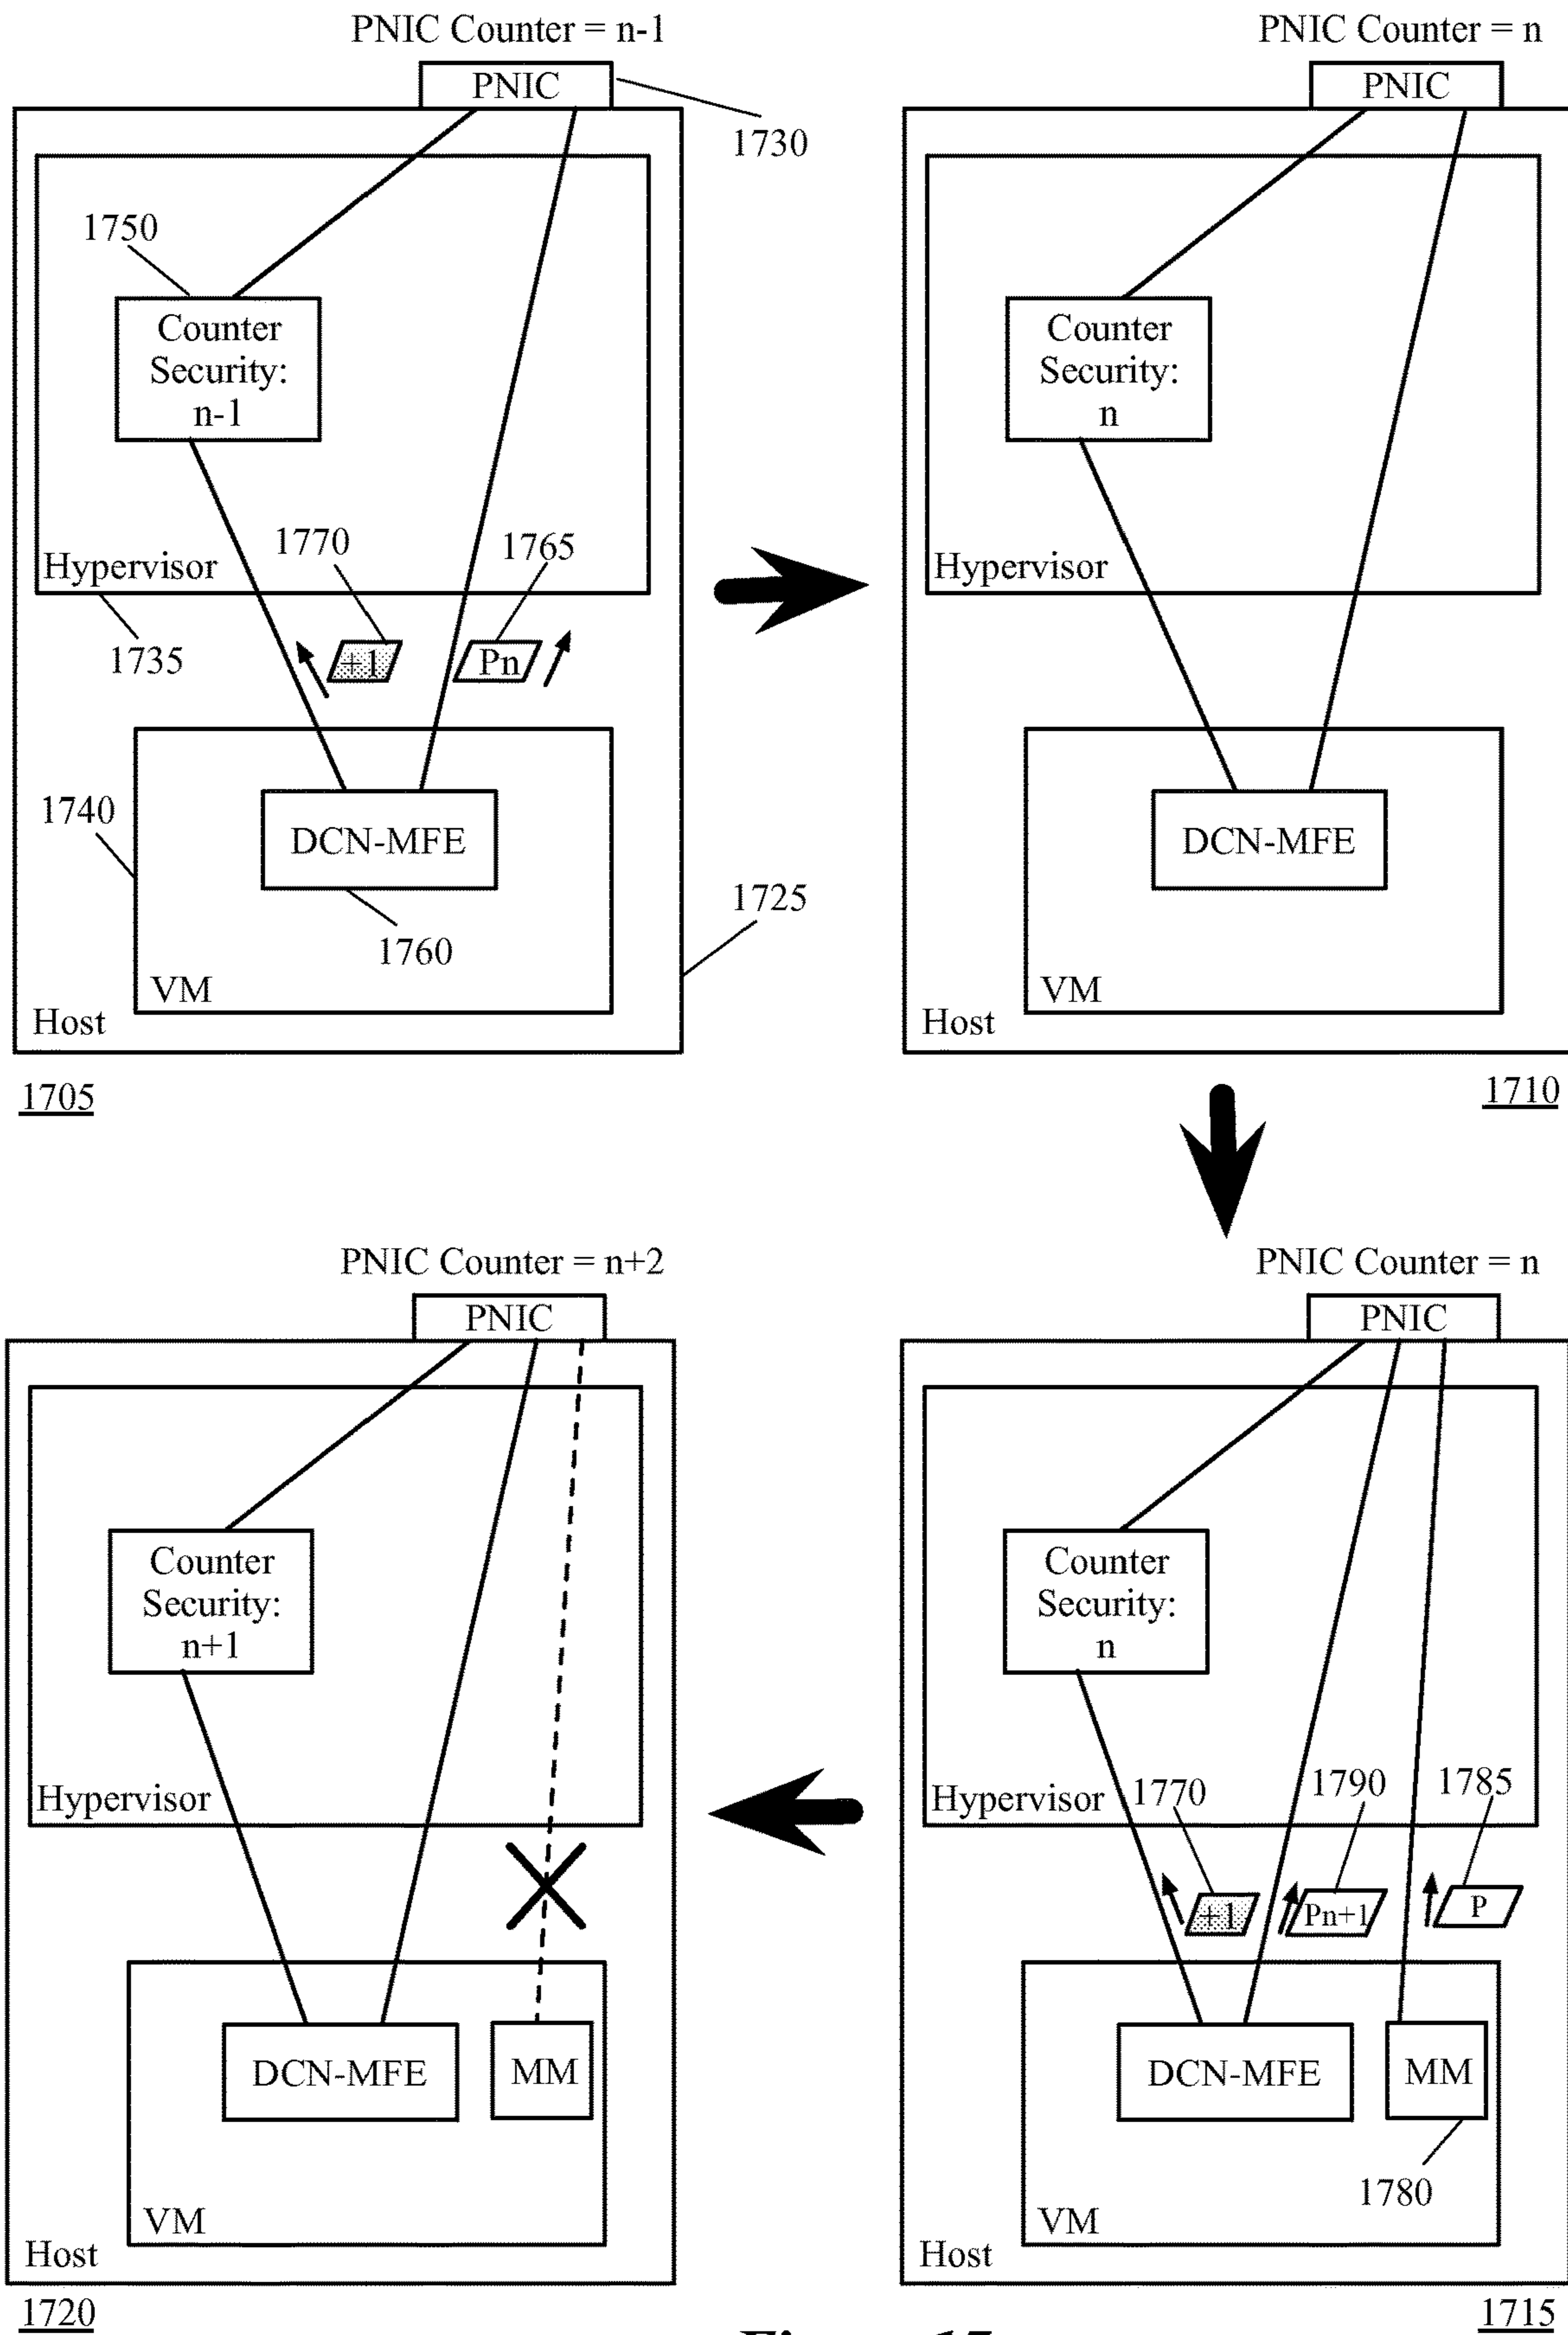 PNIC Counter = n-1
PNIC
1730
1750
Counter
Security:
n-1
1770
1765
Hypervisor
1735
+1
Pn
1740
DCN-MFE
1760
1725
VM
Host
1705
PNIC Counter = n
PNIC
Counter
Security:
n
Hypervisor
DCN-MFE
VM
Host
1710
PNIC Counter = n
PNIC
Counter
Security:
n
Hypervisor
1770
1790
1785
+1
Pn+1
P
DCN-MFE
MM
1780
VM
Host
1715
PNIC Counter = n+2
PNIC
Counter
Security:
n+1
Hypervisor
DCN-MFE
MM
VM
Host
1720